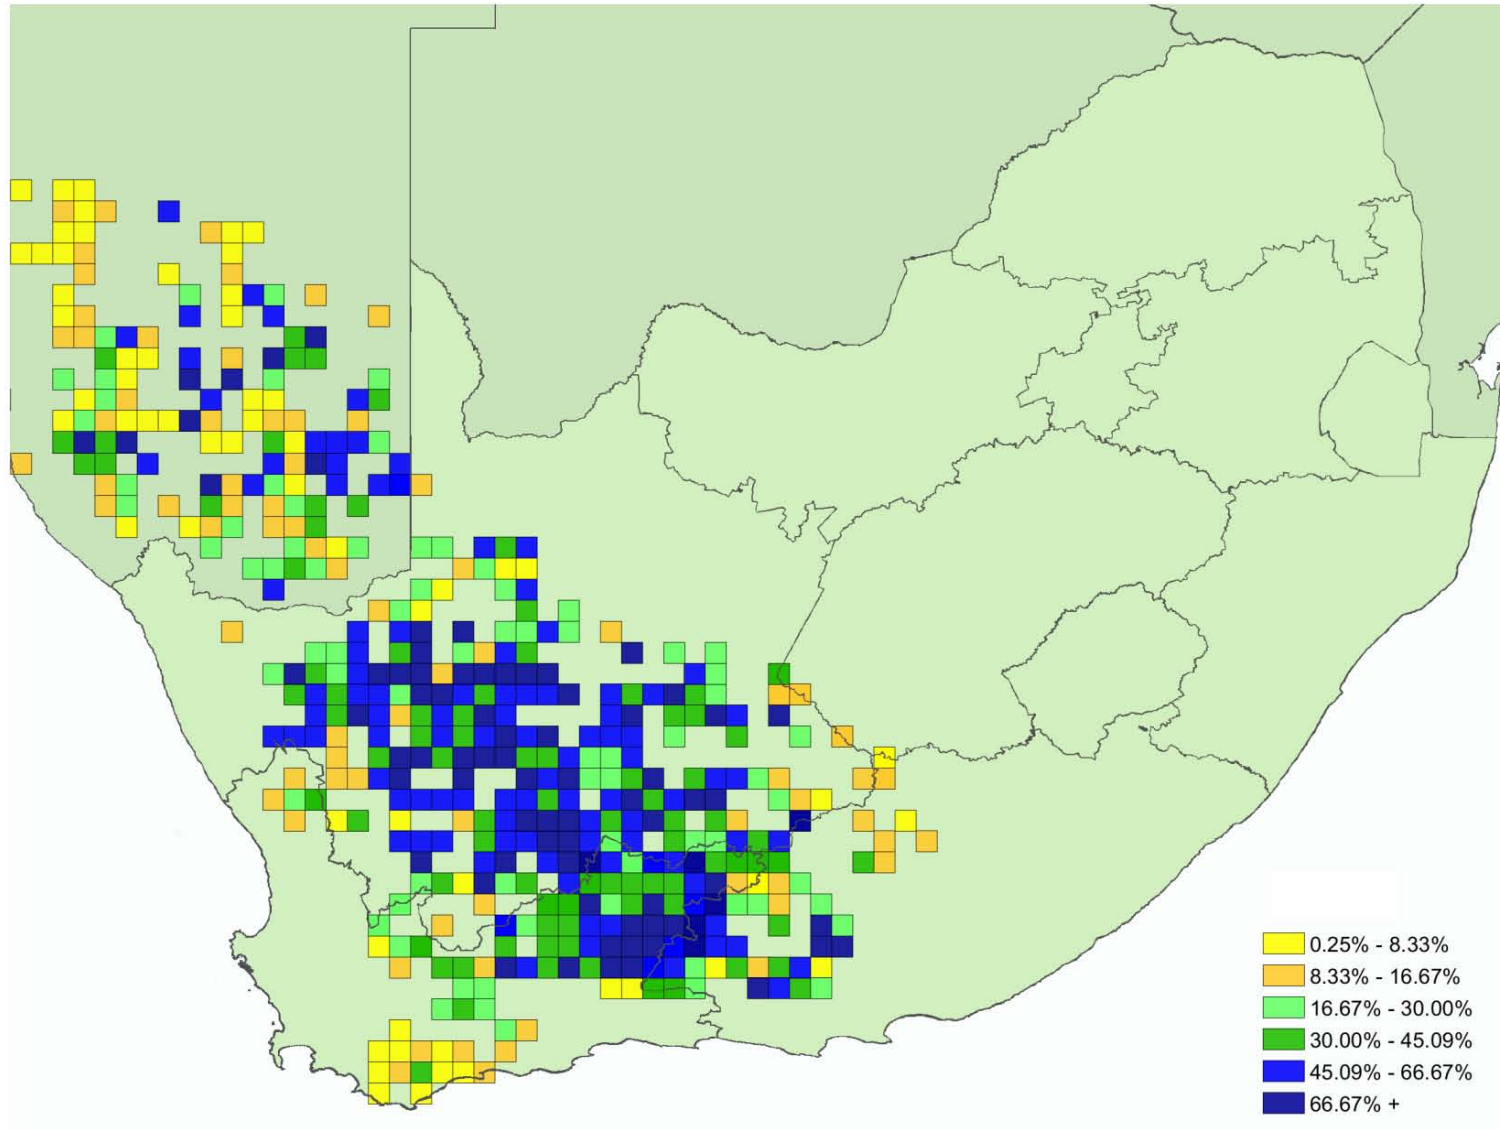 0.25% - 8.33%
8.33% - 16.67%
16.67% - 30.00%
30.00% - 45.09%
45.09% - 66.67%
66.67% +